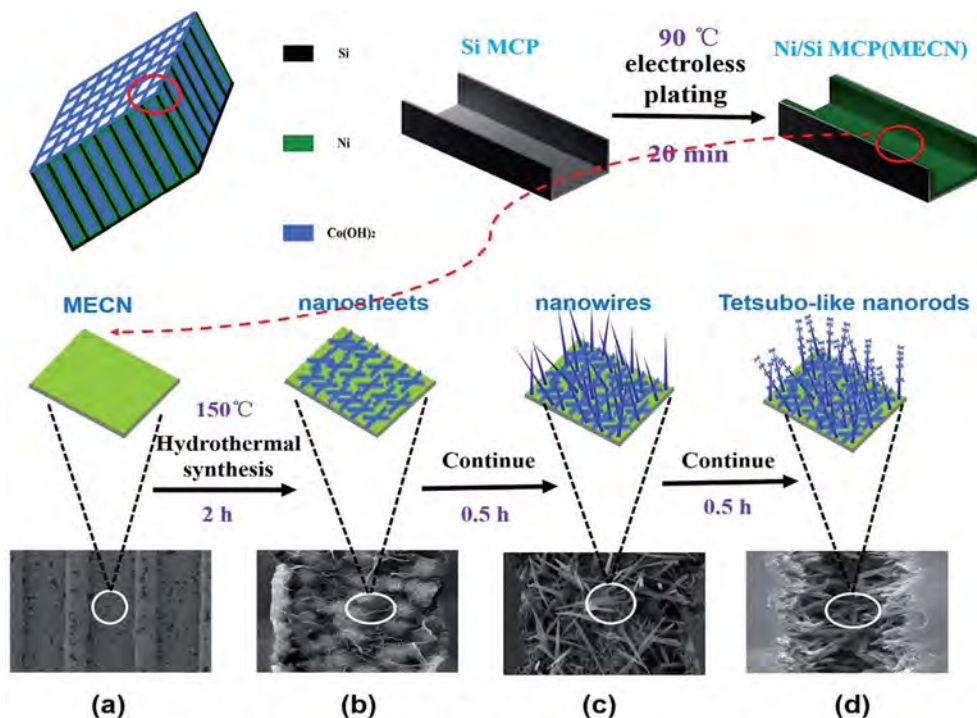 Si
Ni
Co(OH)₂
Si MCP
90 ℃
electroless
plating
20 min
Ni/Si MCP(MECN)
MECN
nanosheets
nanowires
Tetsubo-like nanorods
150℃
Hydrothermal
synthesis
2 h
Continue
0.5 h
Continue
0.5 h
(a)
(b)
(c)
(d)